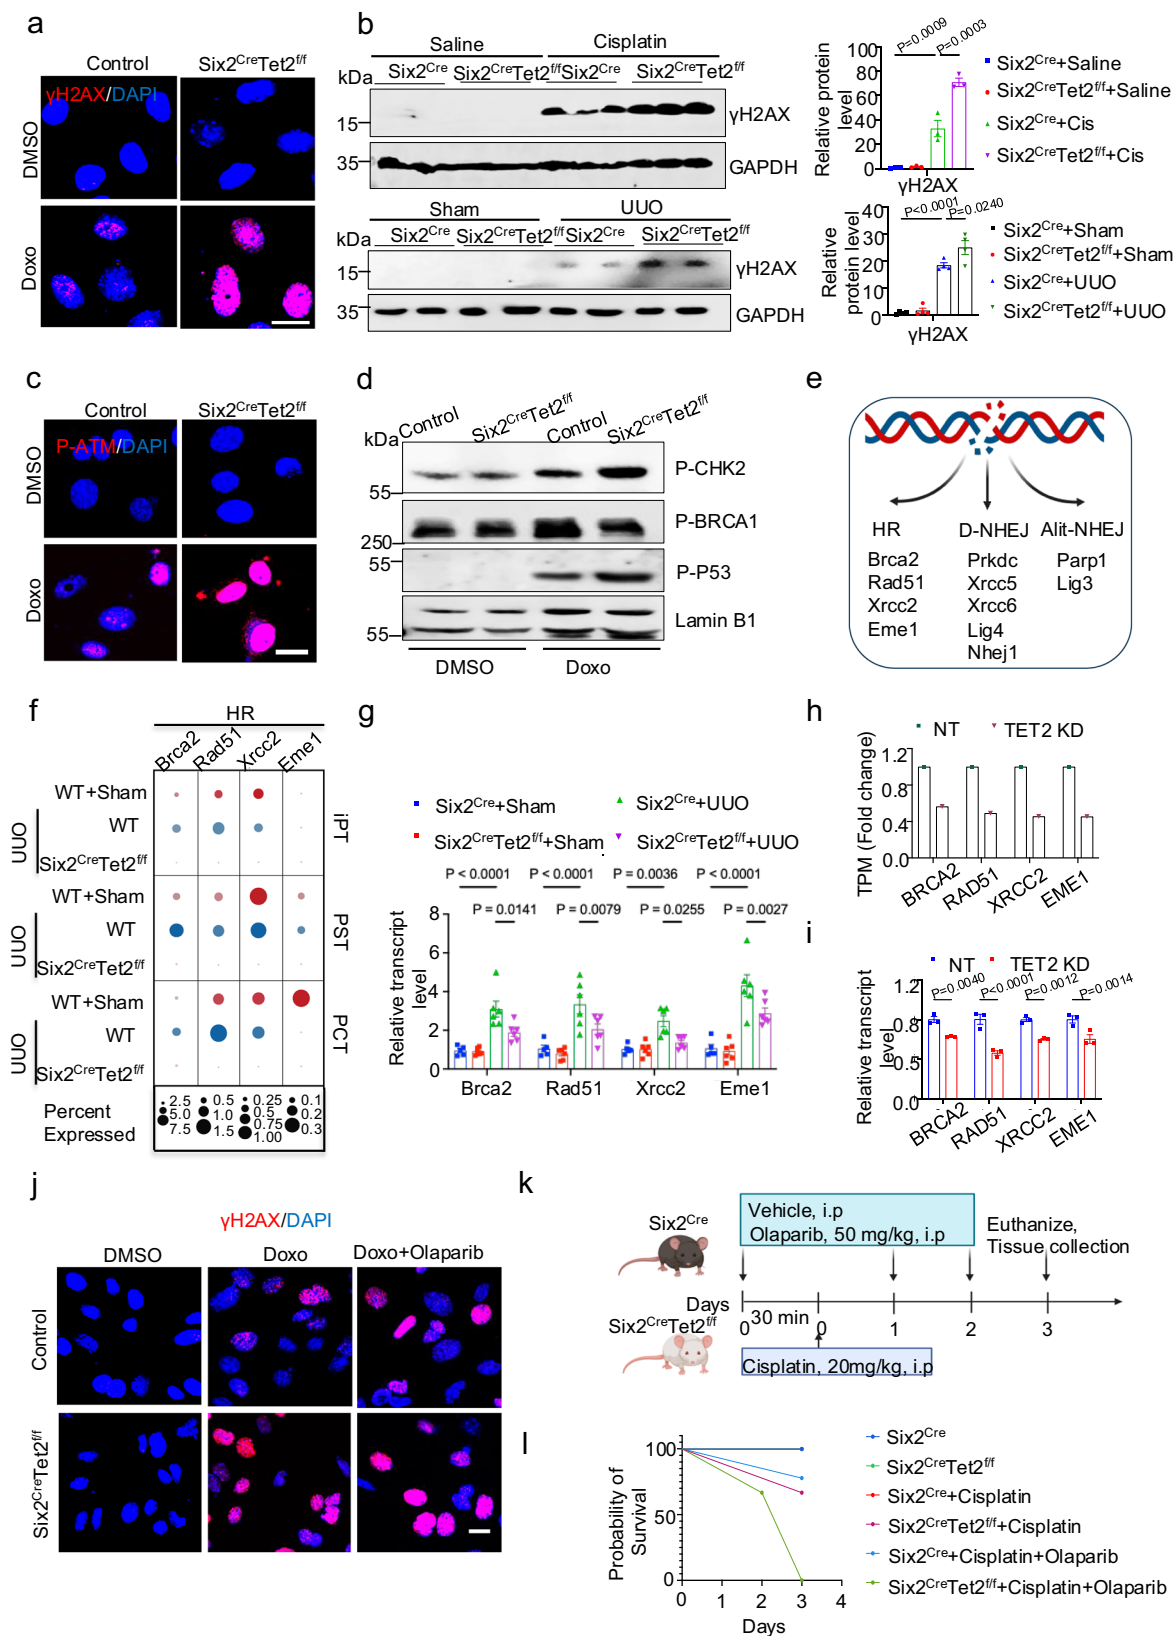 a
Control
Six2CreTet2f/f
γH2AX/DAPI
DMSO
Doxo
b
Saline
Cisplatin
kDa
Six2Cre
Six2CreTet2f/f
Six2Cre
Six2CreTet2f/f
15
γH2AX
35
GAPDH
Sham
UUO
kDa
Six2Cre
Six2CreTet2f/f
Six2Cre
Six2CreTet2f/f
15
γH2AX
35
GAPDH
Relative protein
level
100
80
60
40
20
0
P=0.0009
P=0.0003
γH2AX
Six2Cre+Saline
Six2CreTet2f/f+Saline
Six2Cre+Cis
Six2CreTet2f/f+Cis
Relative
protein level
40
30
20
10
0
P<0.0001
P=0.0240
γH2AX
Six2Cre+Sham
Six2CreTet2f/f+Sham
Six2Cre+UUO
Six2CreTet2f/f+UUO
c
Control
Six2CreTet2f/f
P-ATM/DAPI
DMSO
Doxo
d
kDa
Control
Six2CreTet2f/f
Control
Six2CreTet2f/f
55
P-CHK2
250
P-BRCA1
55
P-P53
55
Lamin B1
DMSO
Doxo
e
HR
D-NHEJ
Alit-NHEJ
Brca2
Rad51
Xrcc2
Eme1
Prkdc
Xrcc5
Xrcc6
Lig4
Nhej1
Parp1
Lig3
f
HR
Brca2
Rad51
Xrcc2
Eme1
WT+Sham
UUO
WT
Six2CreTet2f/f
iPT
WT+Sham
UUO
WT
Six2CreTet2f/f
PST
WT+Sham
UUO
WT
Six2CreTet2f/f
PCT
Percent
Expressed
2.5
5.0
7.5
0.5
1.0
1.5
0.25
0.5
0.75
1.00
0.1
0.2
0.3
g
Six2Cre+Sham
Six2Cre+UUO
Six2CreTet2f/f+Sham
Six2CreTet2f/f+UUO
P < 0.0001
P < 0.0001
P = 0.0036
P < 0.0001
P = 0.0141
P = 0.0079
P = 0.0255
P = 0.0027
Relative transcript
level
8
6
4
2
0
Brca2
Rad51
Xrcc2
Eme1
h
NT
TET2 KD
TPM (Fold change)
1.2
0.8
0.4
0.0
BRCA2
RAD51
XRCC2
EME1
i
NT
TET2 KD
P=0.0040
P<0.0001
P=0.0012
P=0.0014
Relative transcript
level
0.8
0.5
0.0
BRCA2
RAD51
XRCC2
EME1
j
γH2AX/DAPI
DMSO
Doxo
Doxo+Olaparib
Control
Six2CreTet2f/f
k
Six2Cre
Vehicle, i.p
Olaparib, 50 mg/kg, i.p
Euthanize,
Tissue collection
Days
0
30 min
0
1
2
3
Six2CreTet2f/f
Cisplatin, 20mg/kg, i.p
l
Probability of
Survival
100
50
0
0
1
2
3
4
Days
Six2Cre
Six2CreTet2f/f
Six2Cre+Cisplatin
Six2CreTet2f/f+Cisplatin
Six2Cre+Cisplatin+Olaparib
Six2CreTet2f/f+Cisplatin+Olaparib